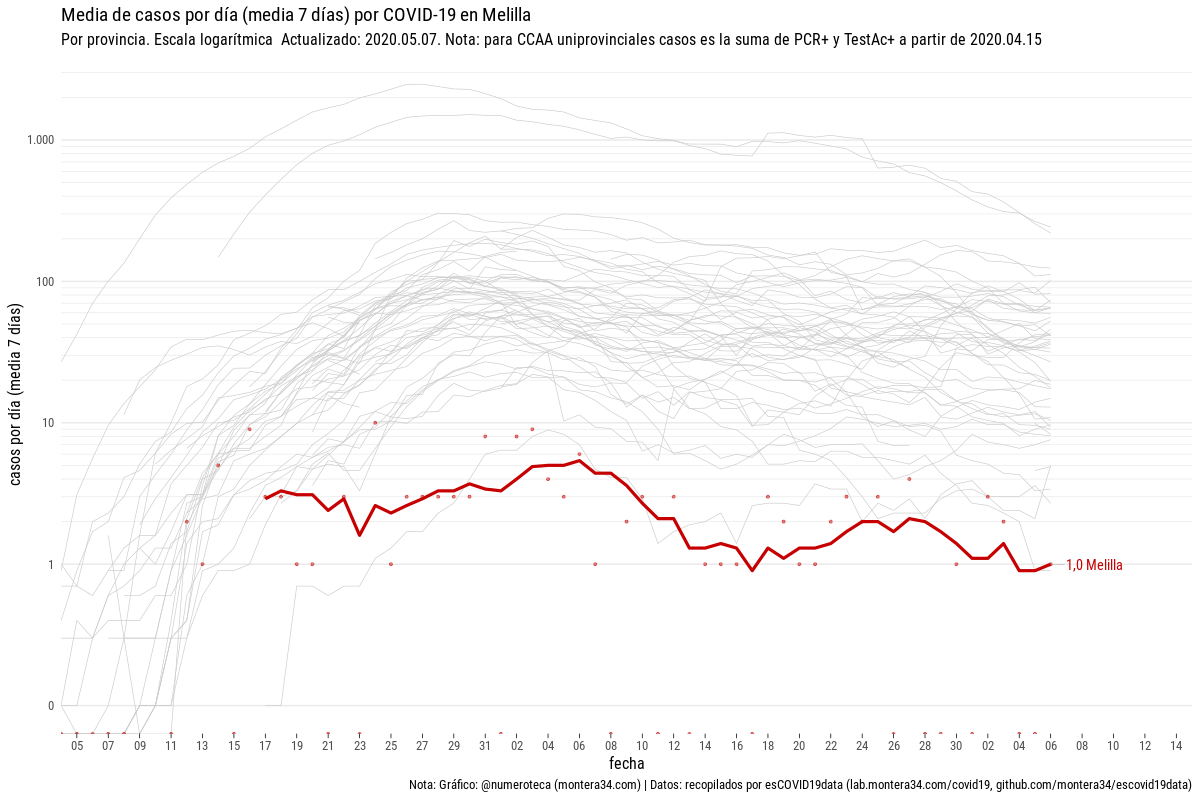 Media de casos por día (media 7 días) por COVID-19 en Melilla
Por provincia. Escala logarítmica  Actualizado: 2020.05.07. Nota: para CCAA uniprovinciales casos es la suma de PCR+ y TestAc+ a partir de 2020.04.15
casos por día (media 7 días)
1.000
100
10
1
0
1,0 Melilla
05 07 09 11 13 15 17 19 21 23 25 27 29 31 02 04 06 08 10 12 14 16 18 20 22 24 26 28 30 02 04 06 08 10 12 14
fecha
Nota: Gráfico: @numeroteca (montera34.com) | Datos: recopilados por esCOVID19data (lab.montera34.com/covid19, github.com/montera34/escovid19data)